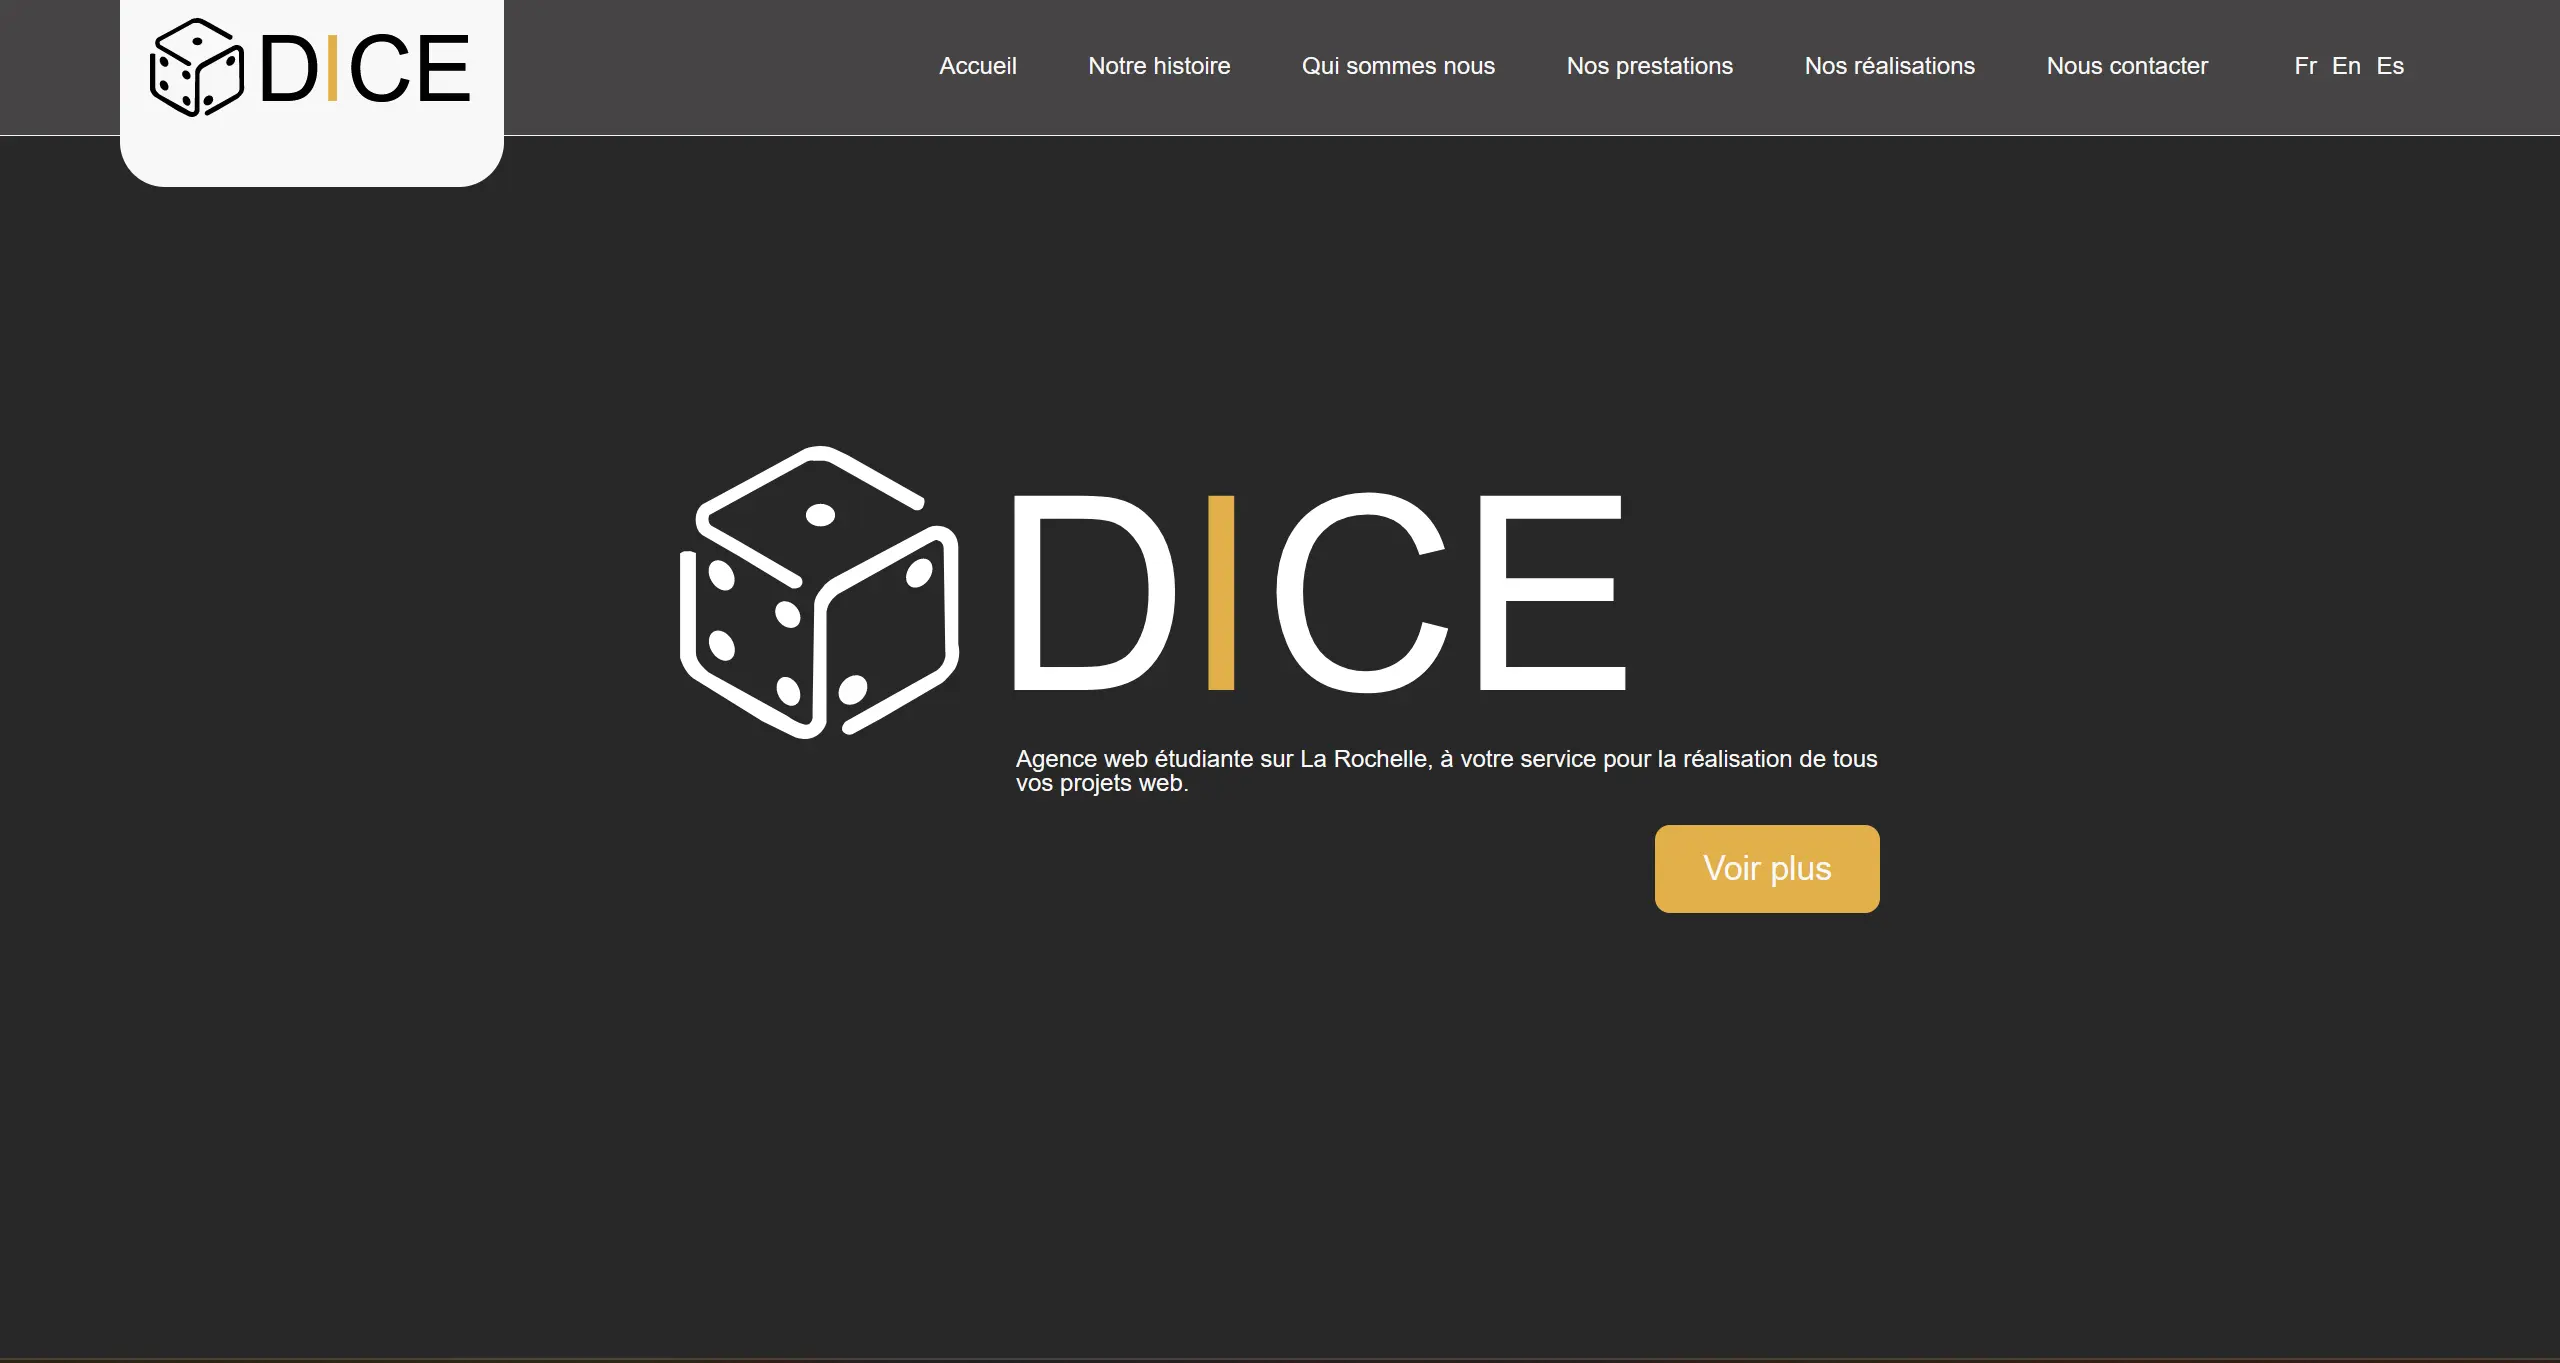 DICE
Accueil Notre histoire Qui sommes nous Nos prestations Nos réalisations Nous contacter Fr En Es
DICE
Agence web étudiante sur La Rochelle, à votre service pour la réalisation de tous
vos projets web.
Voir plus